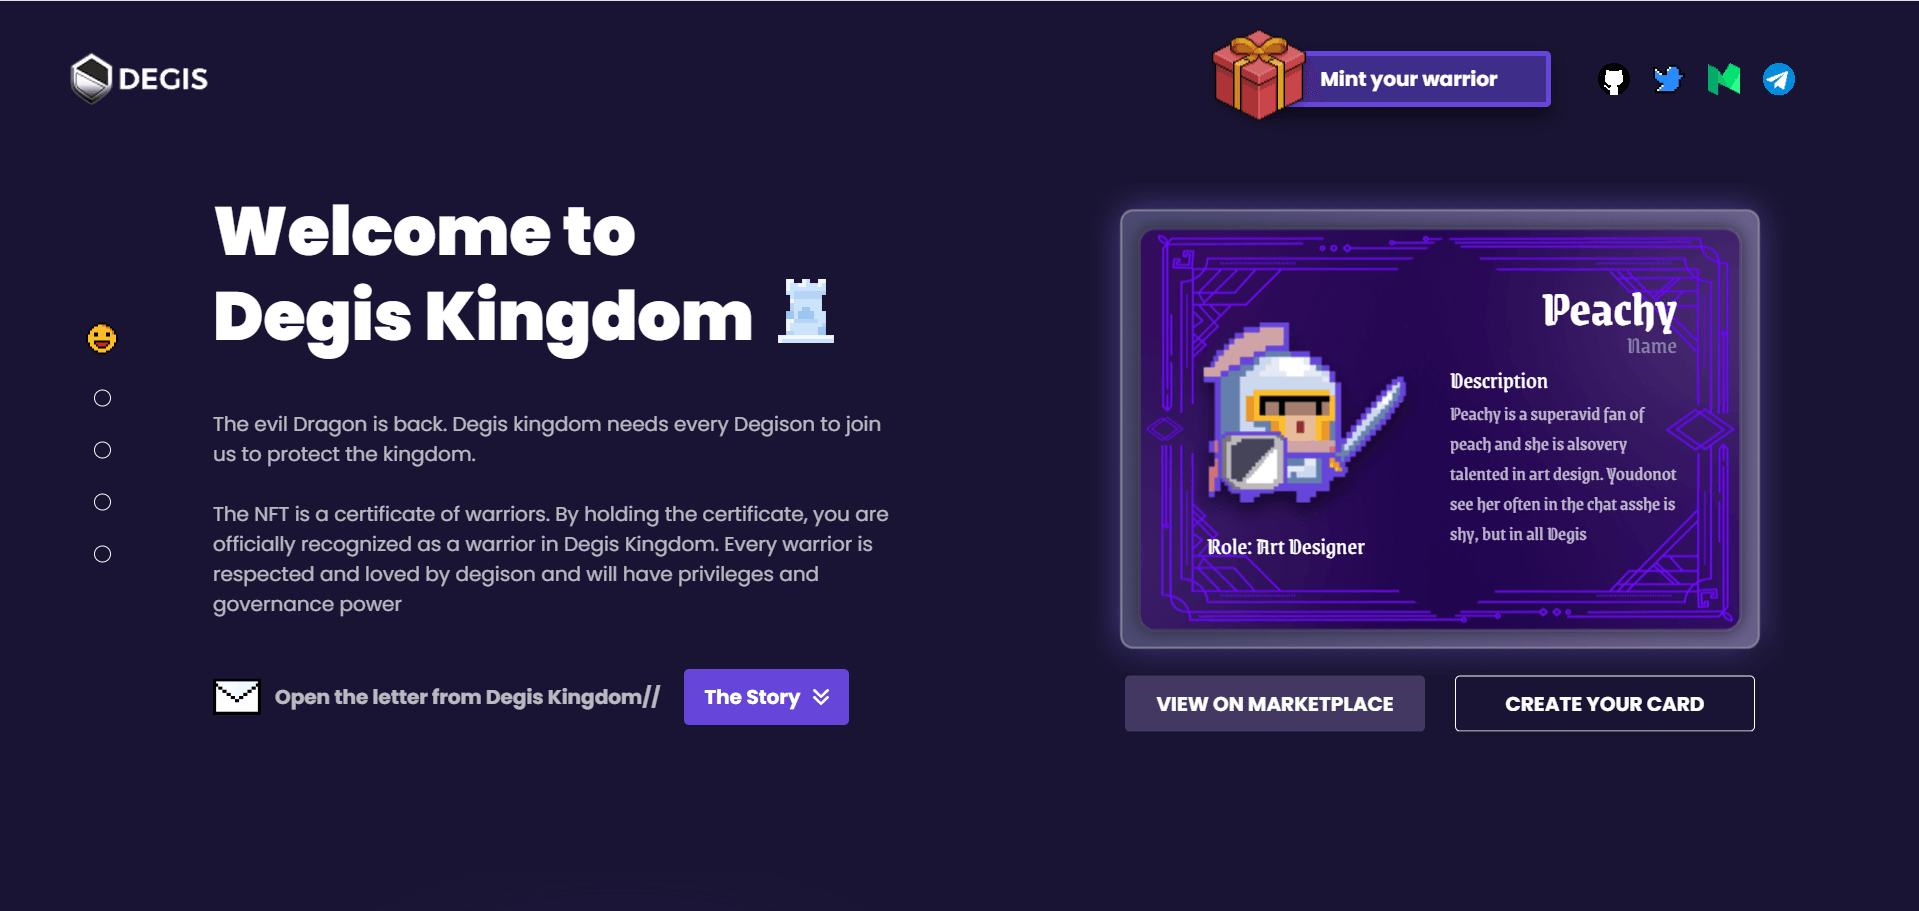 DEGIS
Mint your warrior
Welcome to
Degis Kingdom
The evil Dragon is back. Degis kingdom needs every Degison to join
us to protect the kingdom.
The NFT is a certificate of warriors. By holding the certificate, you are
officially recognized as a warrior in Degis Kingdom. Every warrior is
respected and loved by degison and will have privileges and
governance power
Open the letter from Degis Kingdom//
The Story
Peachy
Name
Description
Peachy is a superavid fan of
peach and she is alsovery
talented in art design. Youdonot
see her often in the chat asshe is
shy, but in all Degis
Role: Art Designer
VIEW ON MARKETPLACE
CREATE YOUR CARD